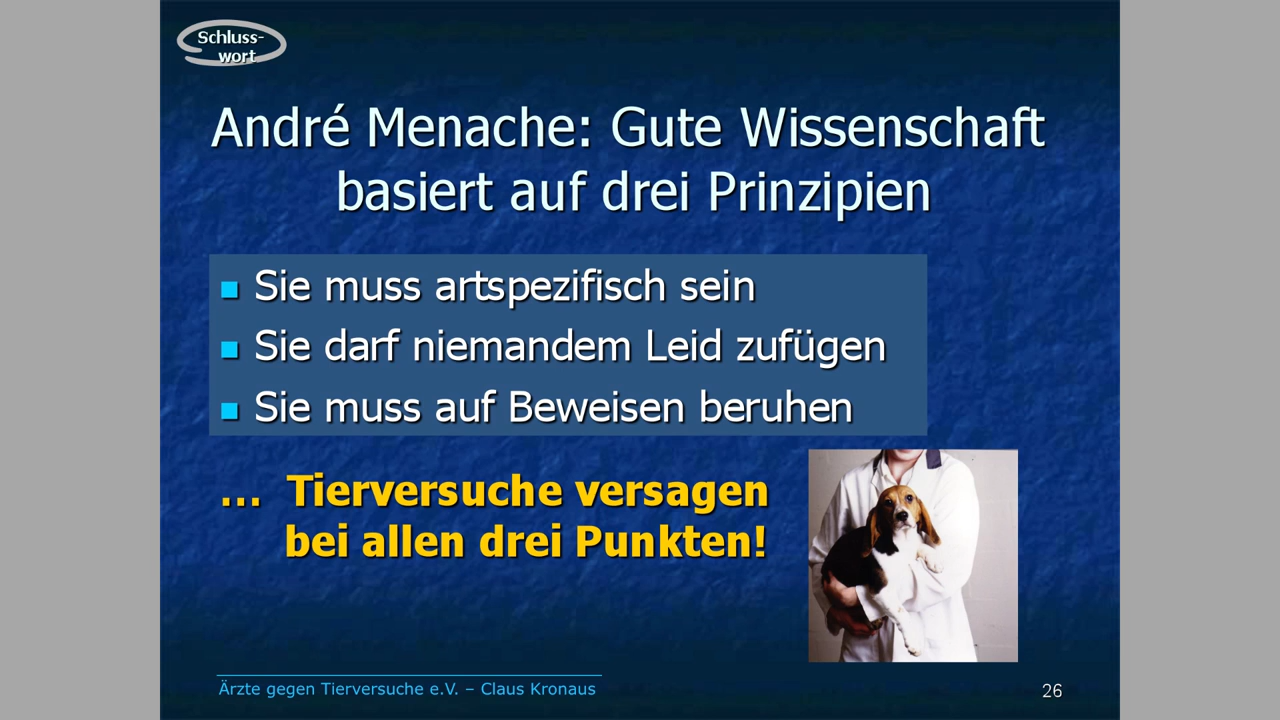 Schluss-
wort
André Menache: Gute Wissenschaft
basiert auf drei Prinzipien
Sie muss artspezifisch sein
Sie darf niemandem Leid zufügen
Sie muss auf Beweisen beruhen
... Tierversuche versagen
bei allen drei Punkten!
Ärzte gegen Tierversuche e.V. – Claus Kronaus
26